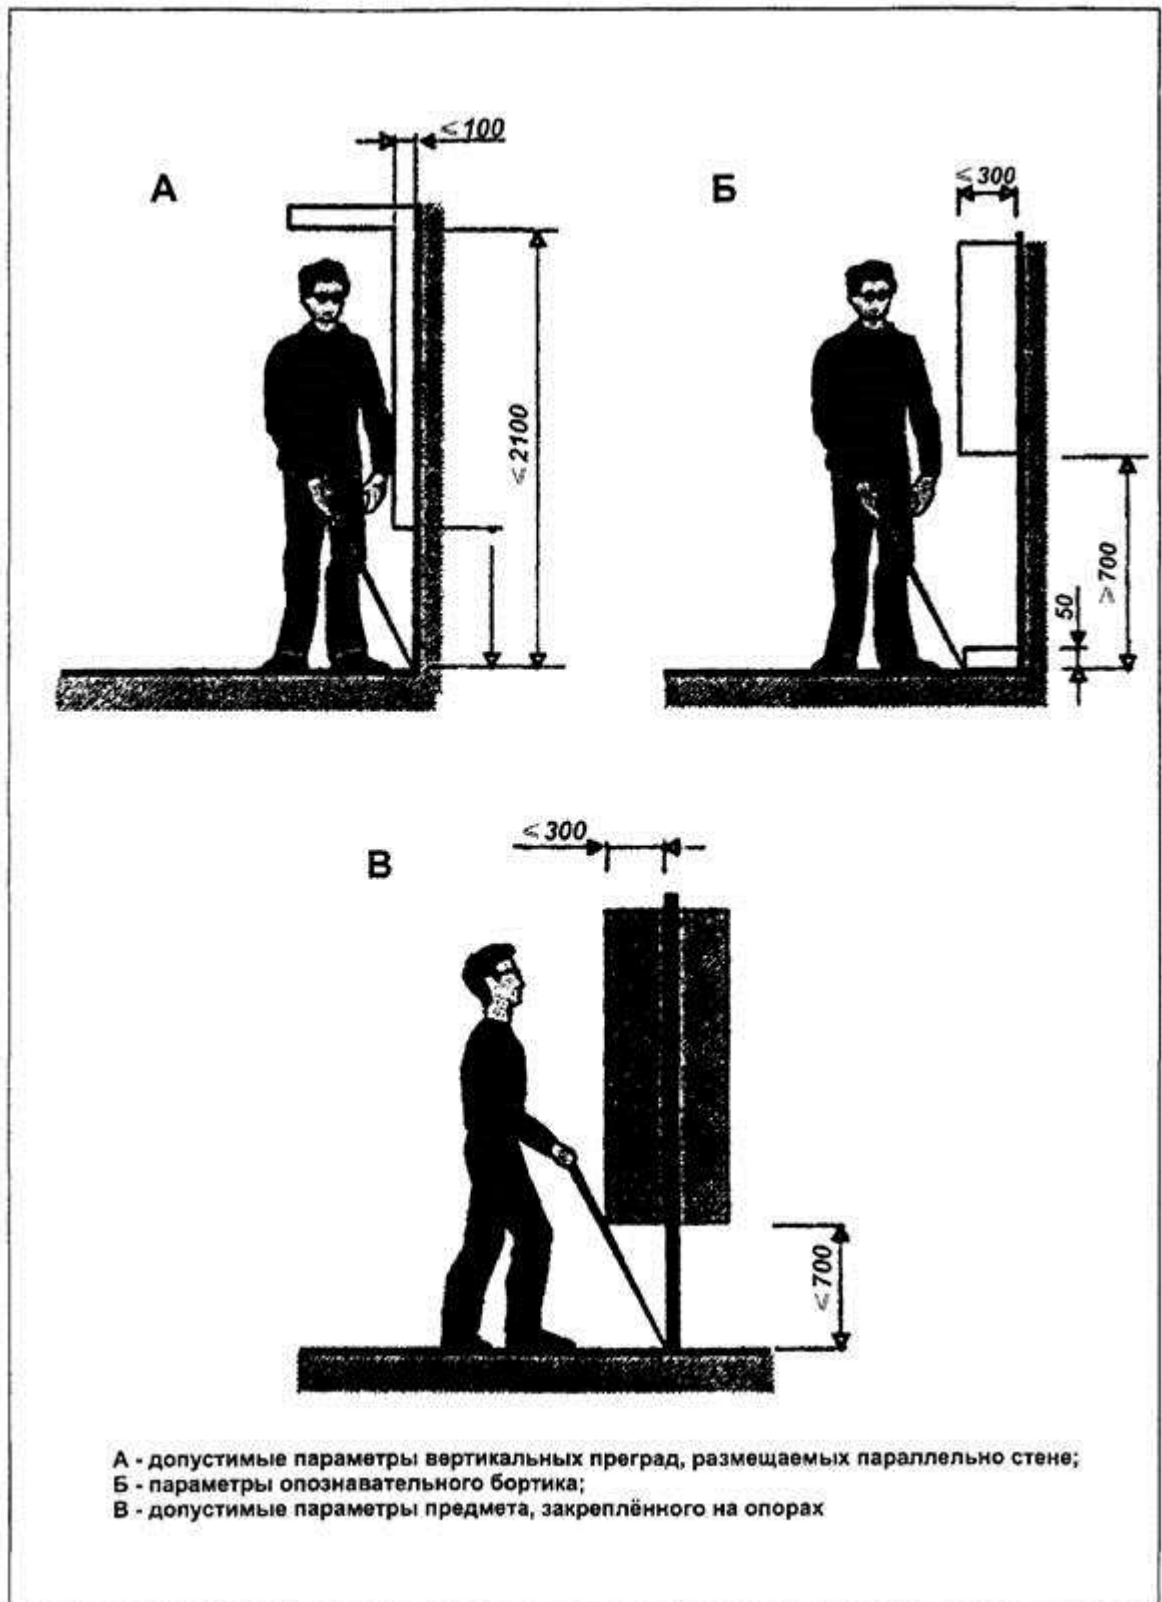 А
≤100
≤2100
Б
≤300
50
≥700
В
≤300
≤700
А - допустимые параметры вертикальных преград, размещаемых параллельно стене;
Б - параметры опознавательного бортика;
В - допустимые параметры предмета, закреплённого на опорах